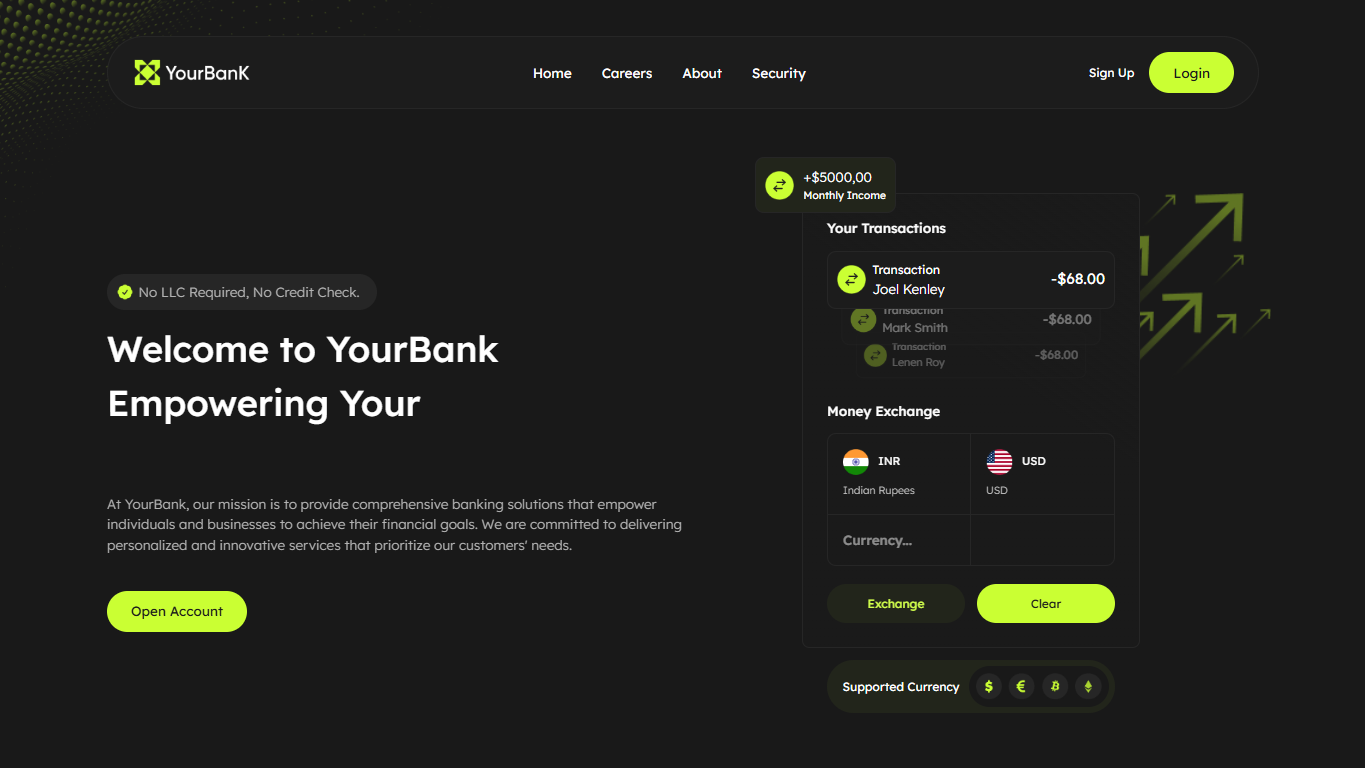 YourBanK
Home
Careers
About
Security
Sign Up
Login
+$5000,00
Monthly Income
Your Transactions
Transaction
Joel Kenley
-$68.00
Transaction
Mark Smith
-$68.00
Transaction
Lenen Roy
-$68.00
No LLC Required, No Credit Check.
Welcome to YourBank
Empowering Your
At YourBank, our mission is to provide comprehensive banking solutions that empower
individuals and businesses to achieve their financial goals. We are committed to delivering
personalized and innovative services that prioritize our customers' needs.
Open Account
Money Exchange
INR
Indian Rupees
USD
USD
Currency...
Exchange
Clear
Supported Currency
$ €